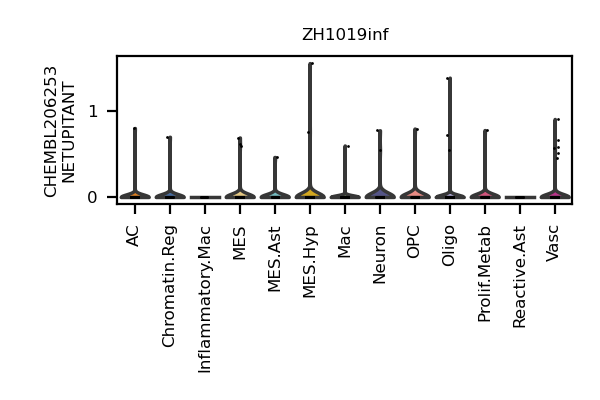 ZH1019inf
CHEMBL206253
NETUPITANT
1
0
AC
Chromatin.Reg
Inflammatory.Mac
MES
MES.Ast
MES.Hyp
Mac
Neuron
OPC
Oligo
Prolif.Metab
Reactive.Ast
Vasc